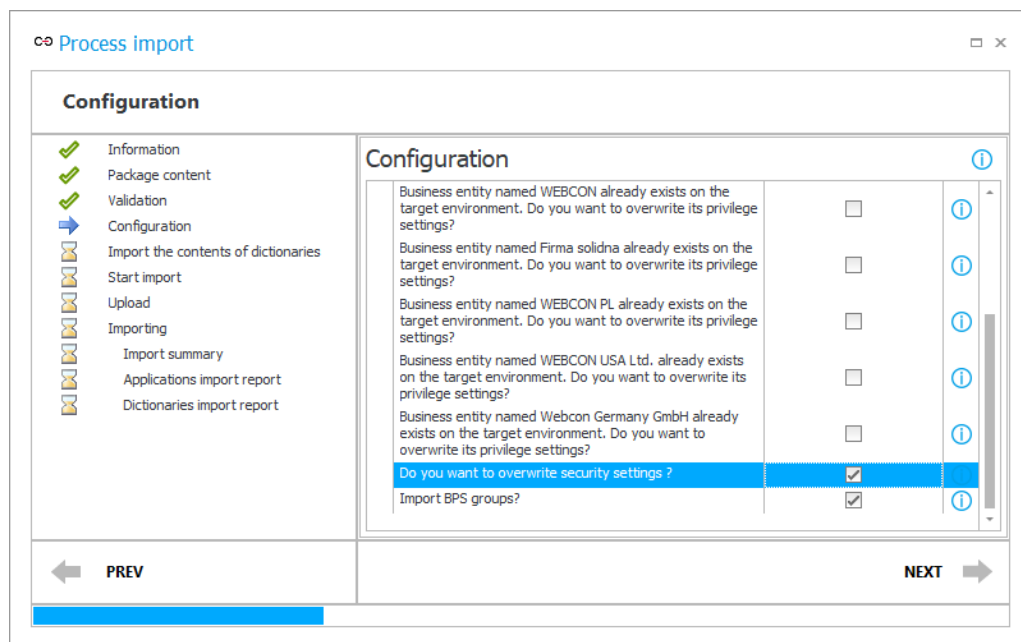 Process import
Configuration
Information
Package content
Validation
Configuration
Import the contents of dictionaries
Start import
Upload
Importing
Import summary
Applications import report
Dictionaries import report
Configuration
Business entity named WEBCON already exists on the
target environment. Do you want to overwrite its privilege
settings?
Business entity named Firma solidna already exists on the
target environment. Do you want to overwrite its privilege
settings?
Business entity named WEBCON PL already exists on the
target environment. Do you want to overwrite its privilege
settings?
Business entity named WEBCON USA Ltd. already exists
on the target environment. Do you want to overwrite its
privilege settings?
Business entity named Webcon Germany GmbH already
exists on the target environment. Do you want to
overwrite its privilege settings?
Do you want to overwrite security settings ?
Import BPS groups?
PREV
NEXT